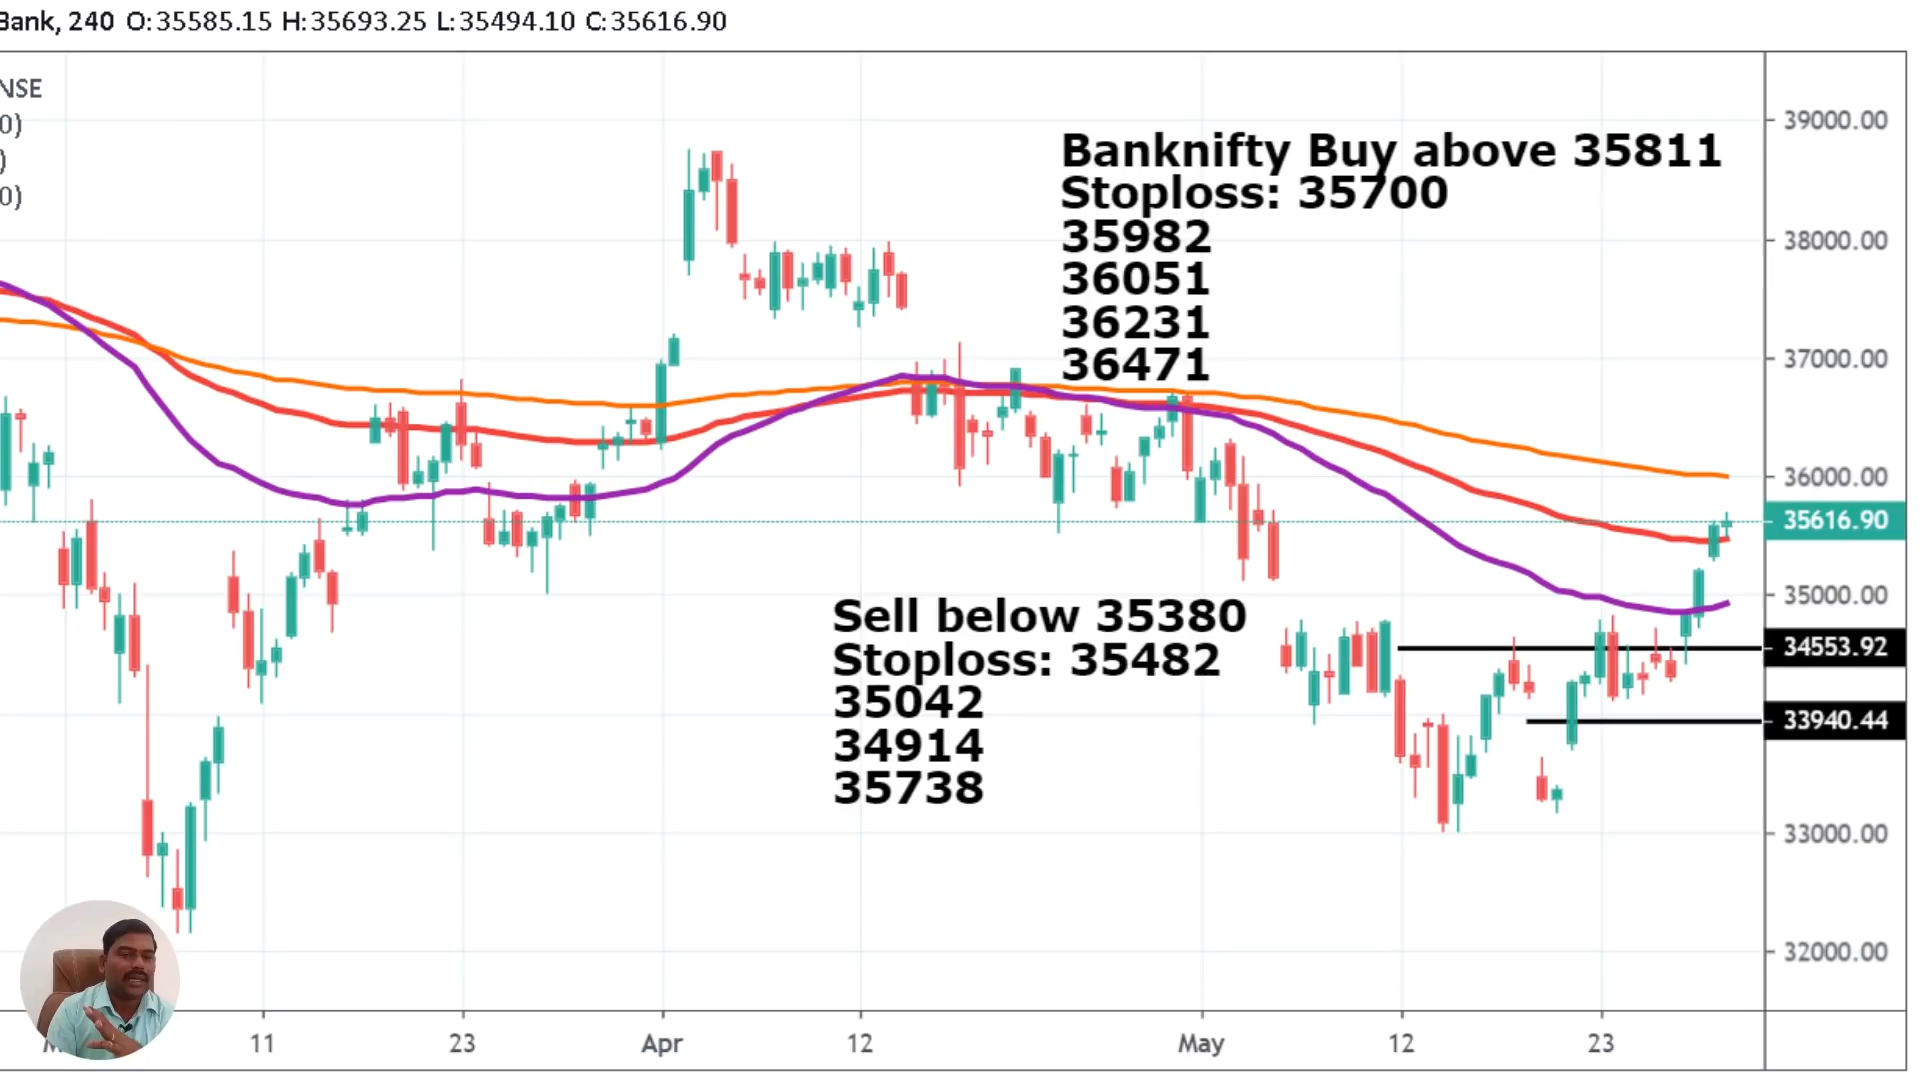 Bank, 240 O:35585.15 H:35693.25 L:35494.10 C:35616.90
NSE
0)
)
0)
Banknifty Buy above 35811
Stoploss: 35700
35982
36051
36231
36471
Sell below 35380
Stoploss: 35482
35042
34914
35738
39000.00
38000.00
37000.00
36000.00
35616.90
35000.00
34553.92
33940.44
33000.00
32000.00
11 23 Apr 12 May 12 23